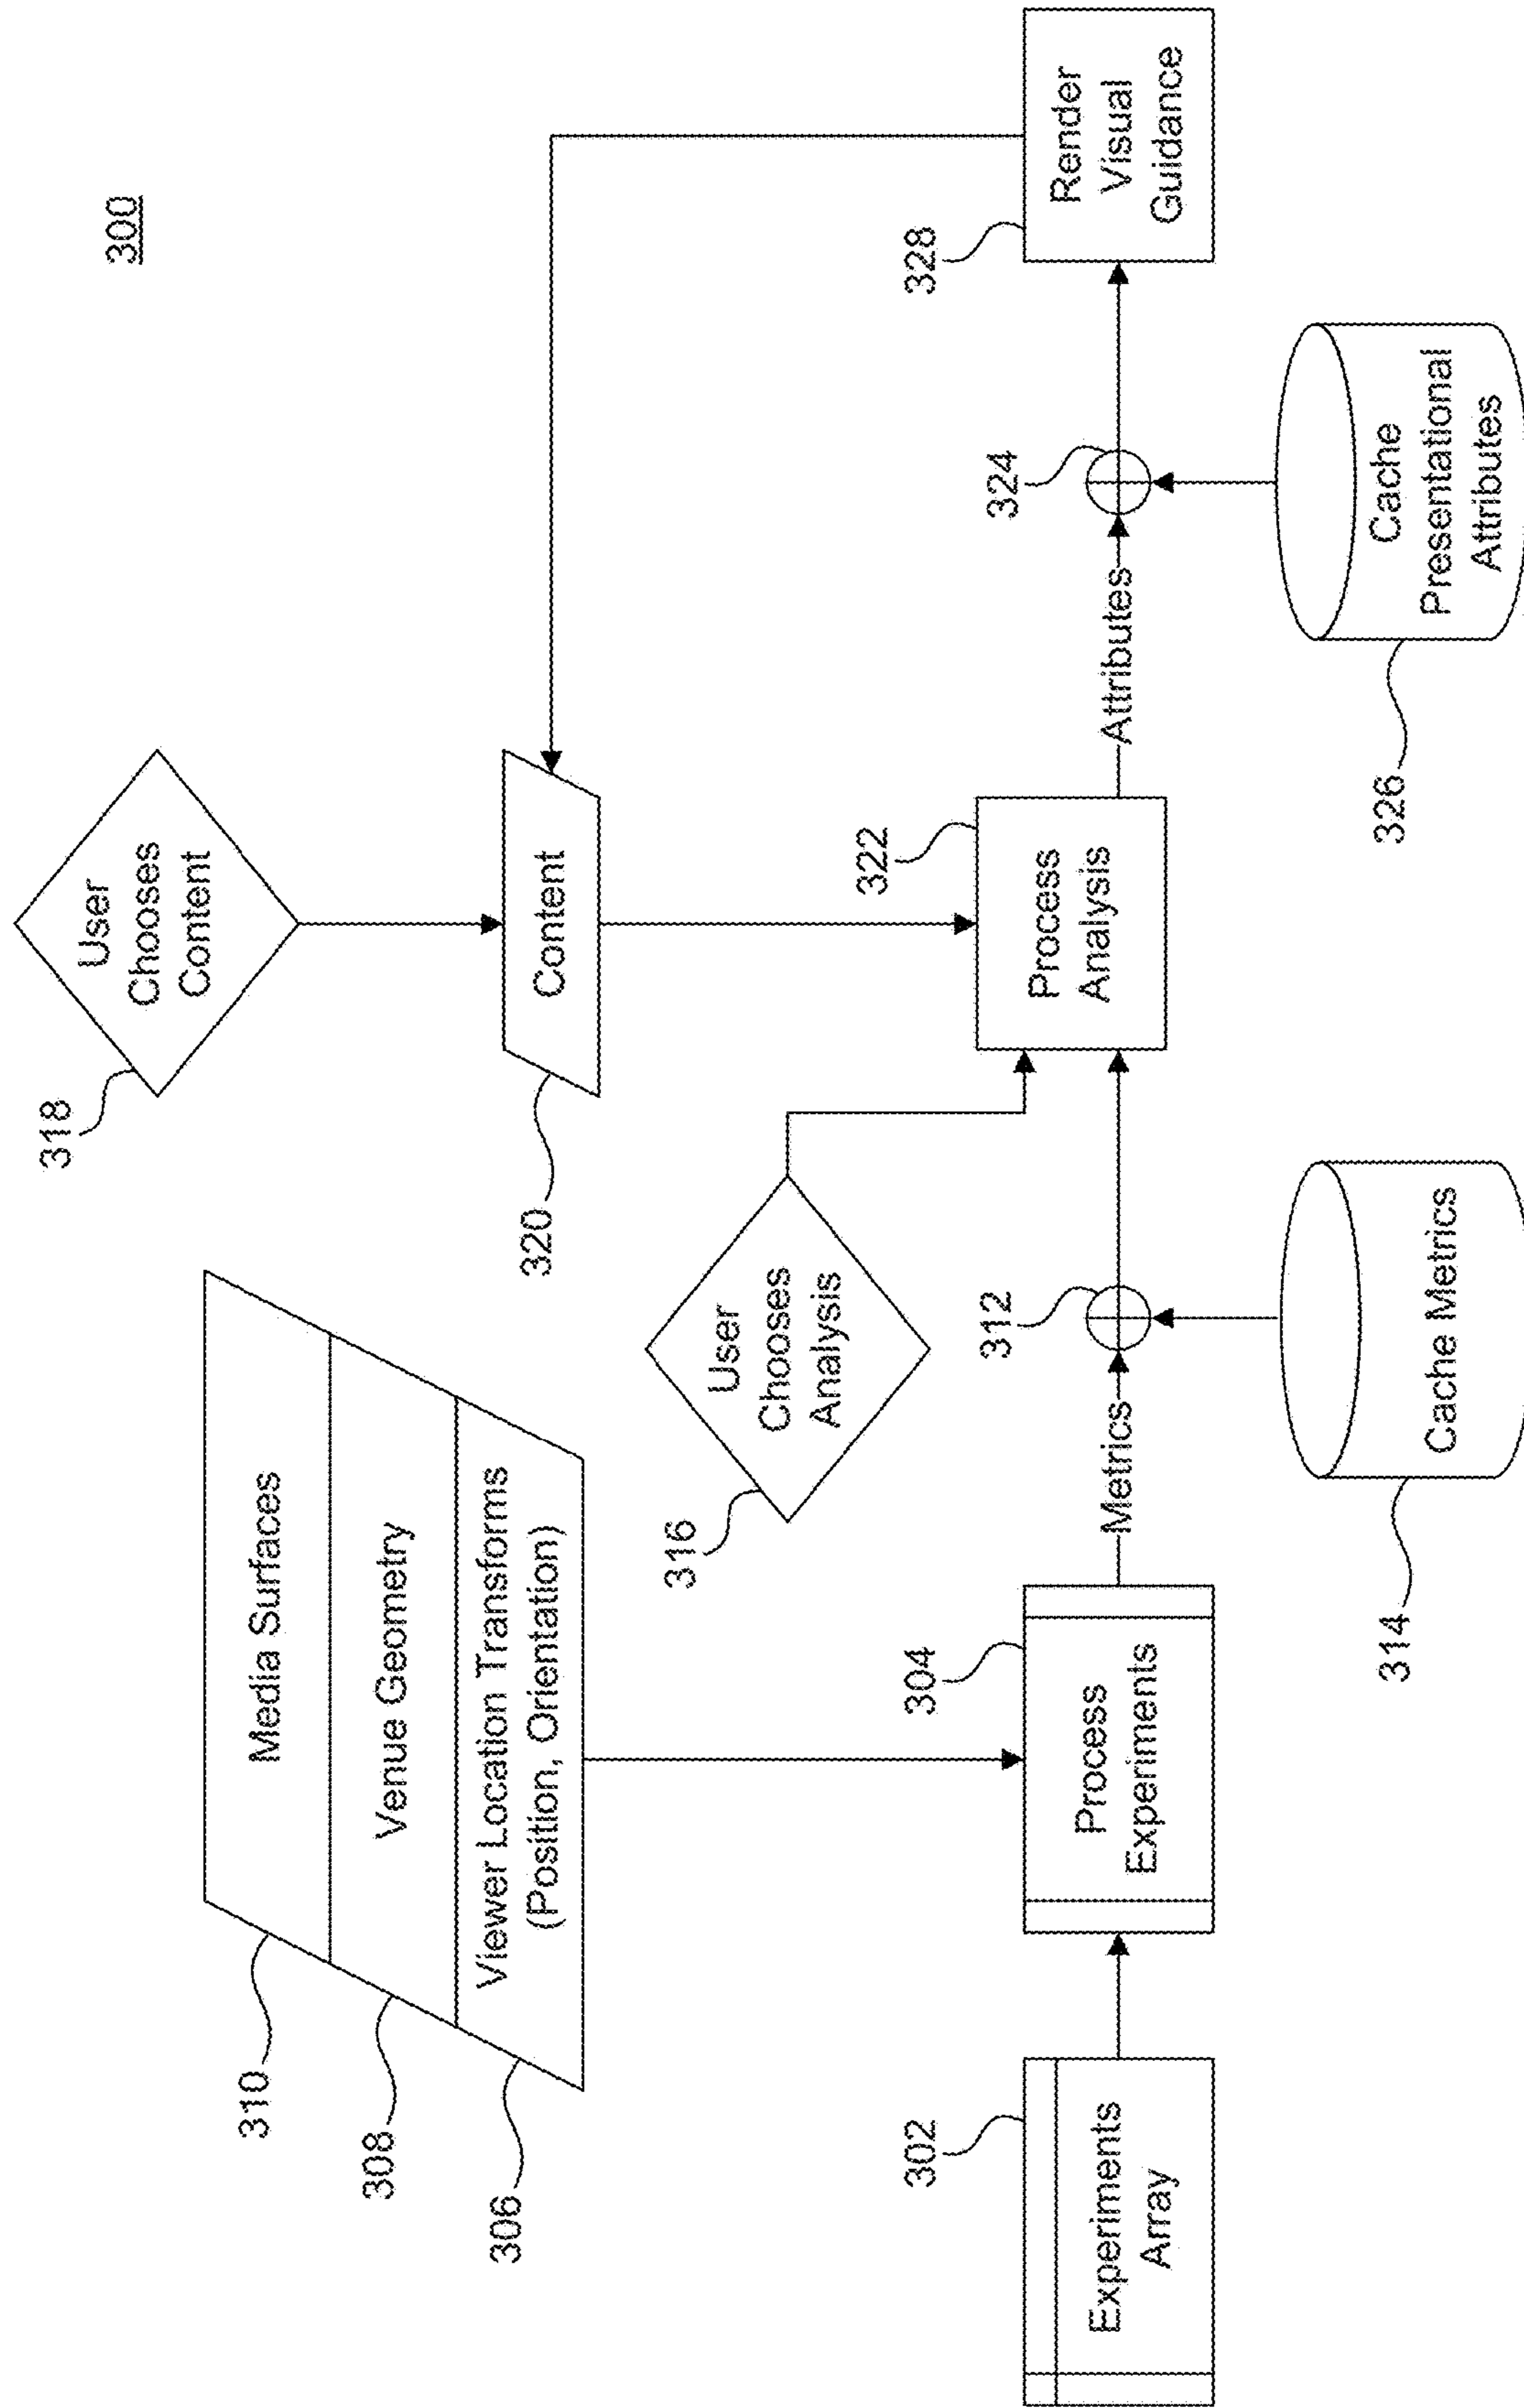 300
318
User
Chooses
Content
310
Media Surfaces
308
Venue Geometry
306
Viewer Location Transforms
(Position, Orientation)
320
Content
316
User
Chooses
Analysis
302
Experiments
Array
304
Process
Experiments
Metrics
312
314
Cache Metrics
322
Process
Analysis
Attributes
324
326
Cache
Presentational
Attributes
328
Render
Visual
Guidance